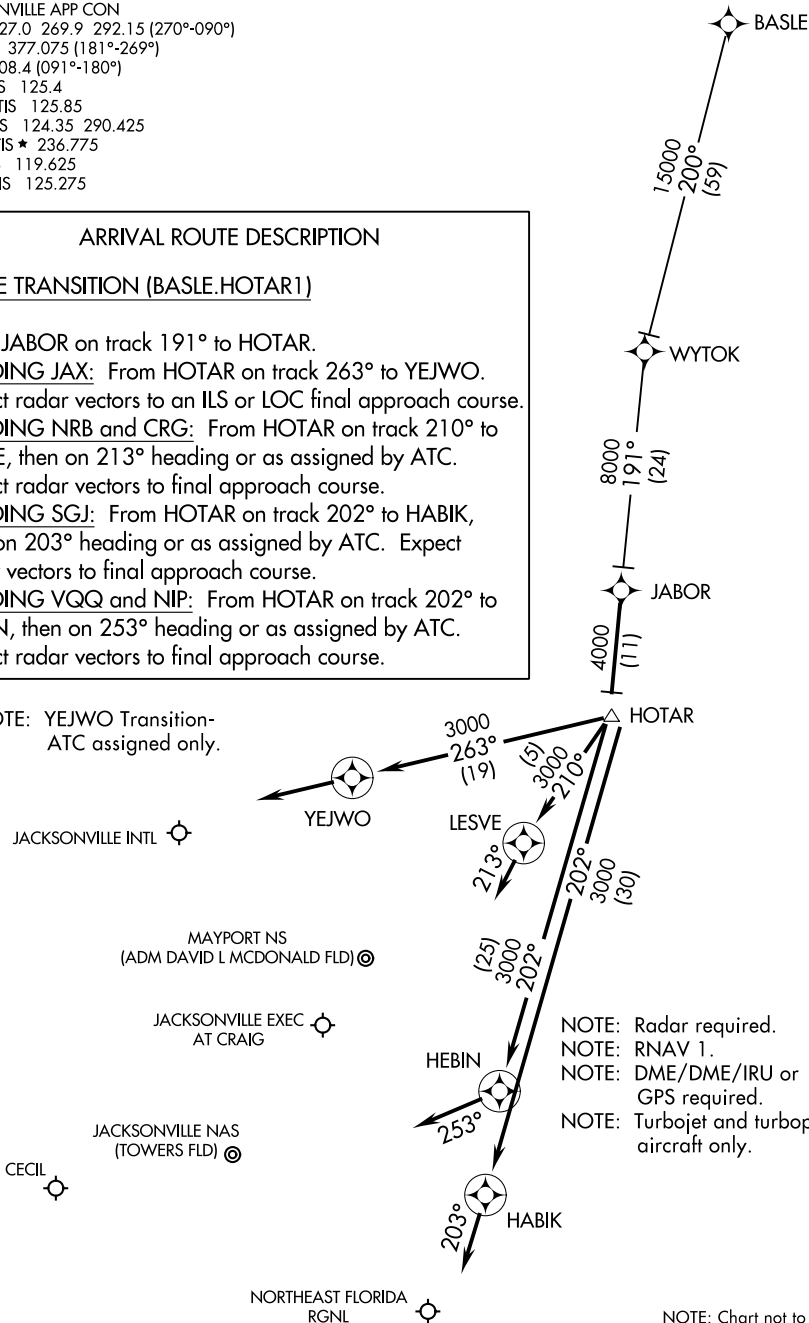 NVILLE APP CON
27.0 269.9 292.15 (270°-090°)
377.075 (181°-269°)
08.4 (091°-180°)
S 125.4
TIS 125.85
S 124.35 290.425
IS ★ 236.775
119.625
IS 125.275
ARRIVAL ROUTE DESCRIPTION
E TRANSITION (BASLE.HOTAR1)
JABOR on track 191° to HOTAR.
DING JAX: From HOTAR on track 263° to YEJWO.
ct radar vectors to an ILS or LOC final approach course.
DING NRB and CRG: From HOTAR on track 210° to
E, then on 213° heading or as assigned by ATC.
ct radar vectors to final approach course.
DING SGJ: From HOTAR on track 202° to HABIK,
on 203° heading or as assigned by ATC. Expect
vectors to final approach course.
DING VQQ and NIP: From HOTAR on track 202° to
N, then on 253° heading or as assigned by ATC.
ct radar vectors to final approach course.
BASLE
15000
200°
(59)
WYTOK
8000
191°
(24)
JABOR
4000
(11)
HOTAR
OTE: YEJWO Transition-
ATC assigned only.
3000
263°
(19)
YEJWO
(5)
3000
210°
LESVE
213°
JACKSONVILLE INTL
202°
3000
(30)
(25)
3000
202°
MAYPORT NS
(ADM DAVID L MCDONALD FLD)
JACKSONVILLE EXEC
AT CRAIG
HEBIN
253°
NOTE: Radar required.
NOTE: RNAV 1.
NOTE: DME/DME/IRU or
GPS required.
NOTE: Turbojet and turbop
aircraft only.
JACKSONVILLE NAS
(TOWERS FLD)
CECIL
HABIK
203°
NORTHEAST FLORIDA
RGNL
NOTE: Chart not to